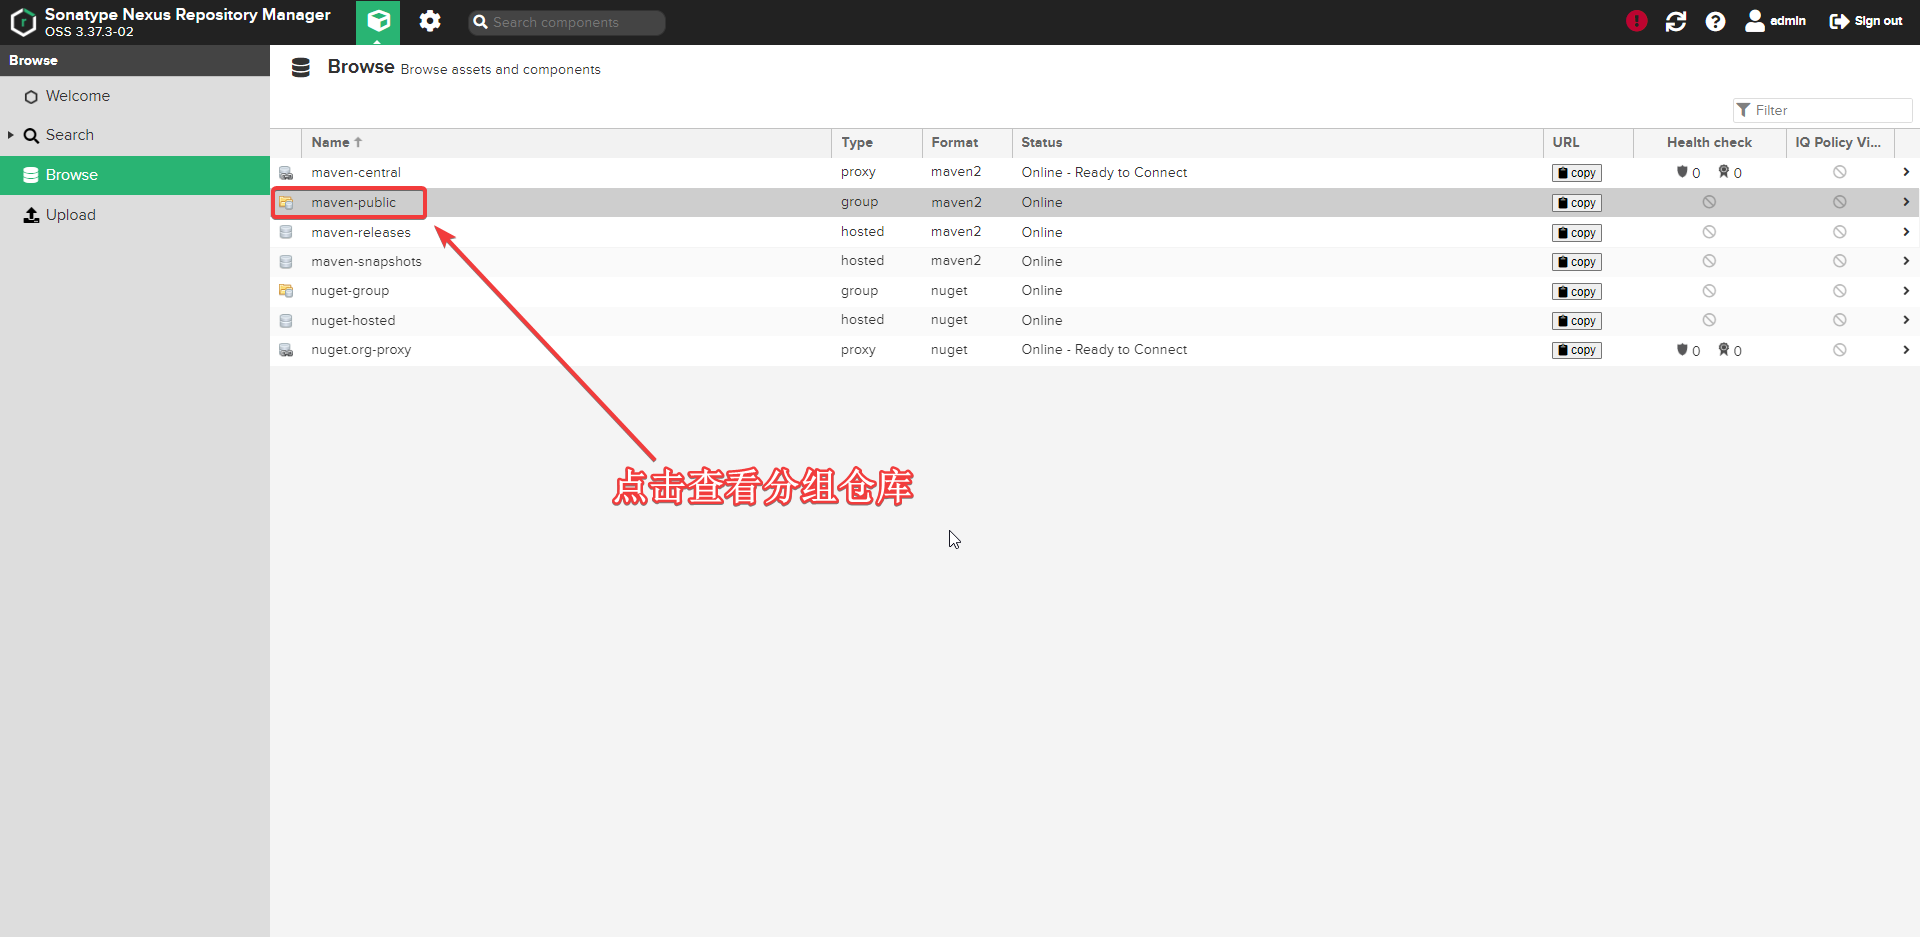 Sonatype Nexus Repository Manager
OSS 3.37.3-02
Search components
admin
Sign out
Browse
Welcome
Search
Browse
Upload
Browse Browse assets and components
Filter
Name Type Format Status URL Health check IQ Policy Vi...
maven-central proxy maven2 Online - Ready to Connect copy 0 0
maven-public group maven2 Online copy
maven-releases hosted maven2 Online copy
maven-snapshots hosted maven2 Online copy
nuget-group group nuget Online copy
nuget-hosted hosted nuget Online copy
nuget.org-proxy proxy nuget Online - Ready to Connect copy 0 0
点击查看分组仓库